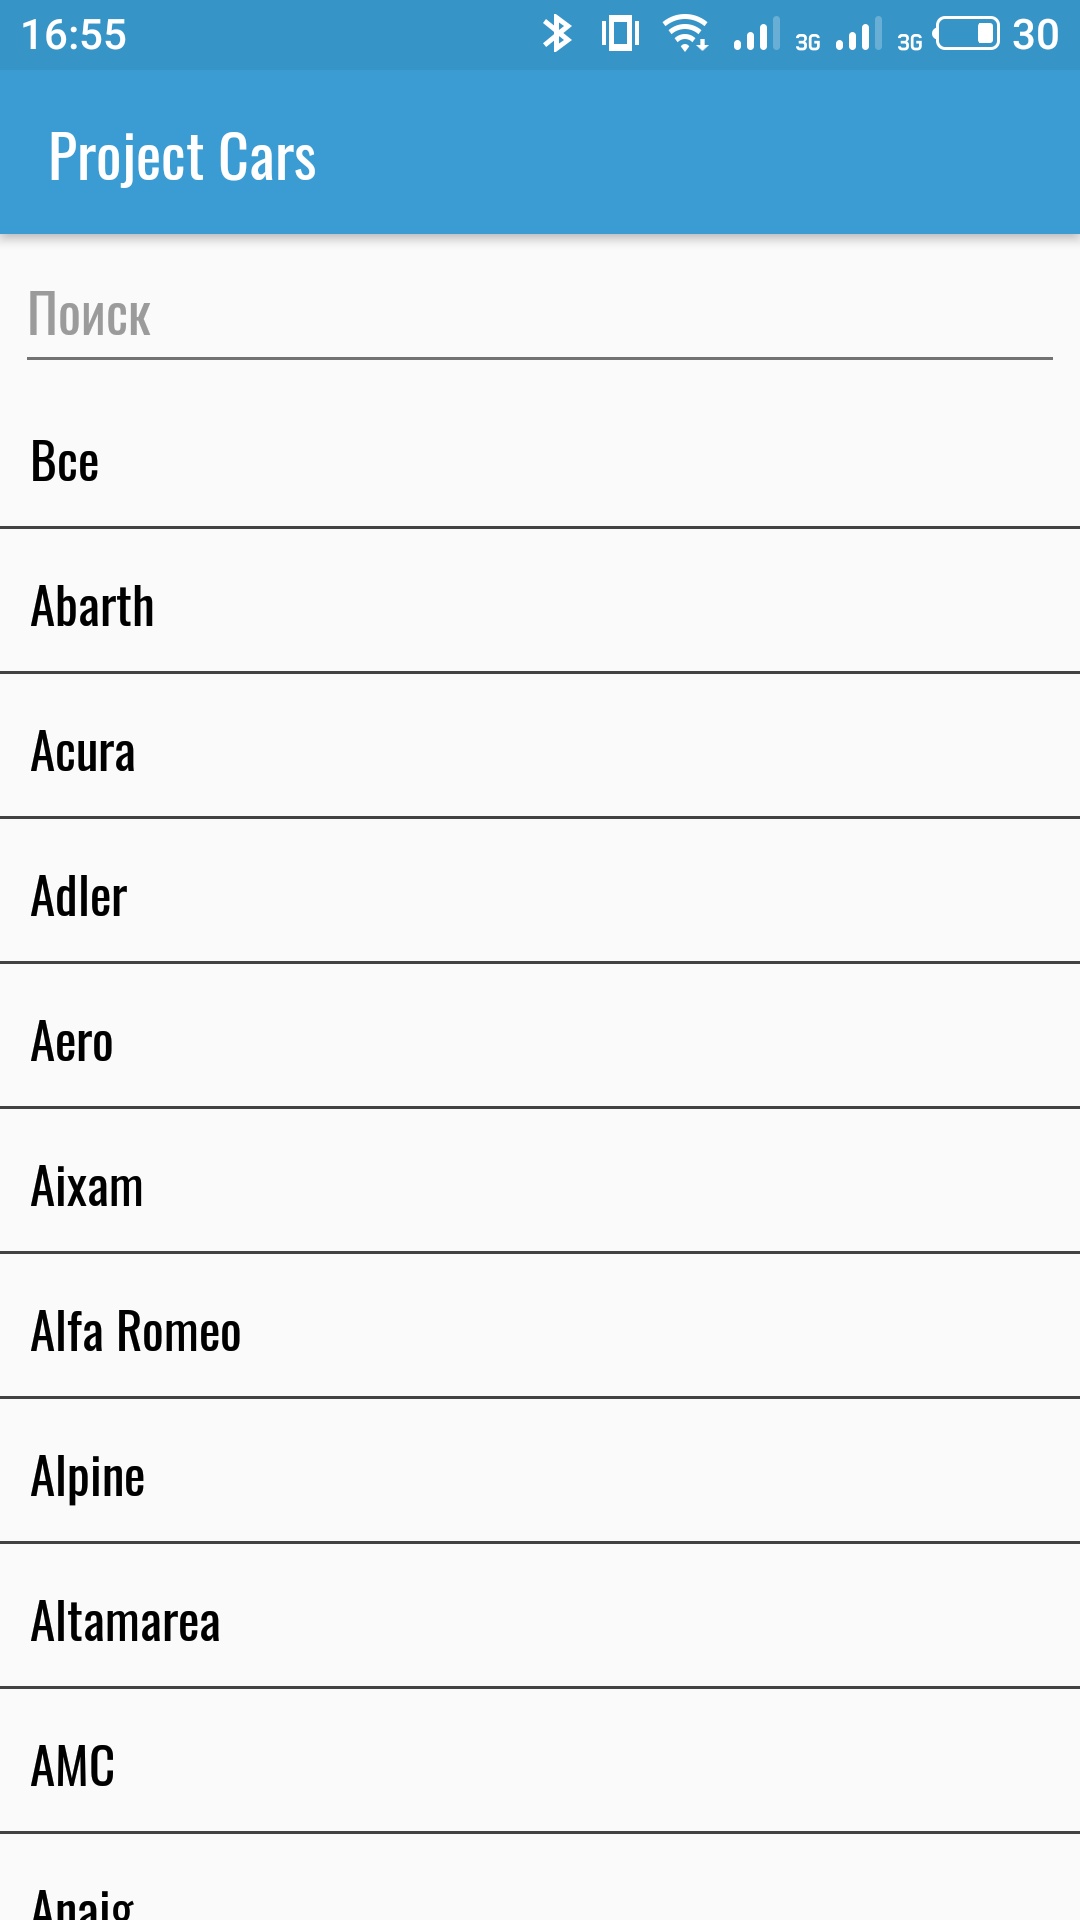 16:55 3G 3G 30
Project Cars
Поиск
Все
Abarth
Acura
Adler
Aero
Aixam
Alfa Romeo
Alpine
Altamarea
AMC
Anaig